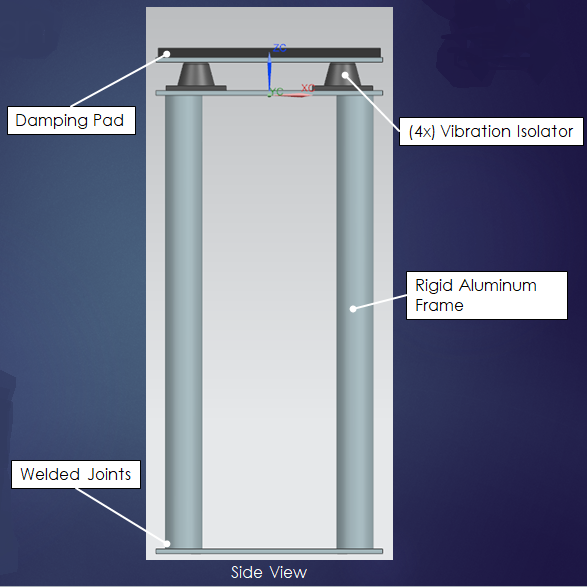 ZC
XC
YC
Damping Pad
(4x) Vibration Isolator
Rigid Aluminum
Frame
Welded Joints
Side View